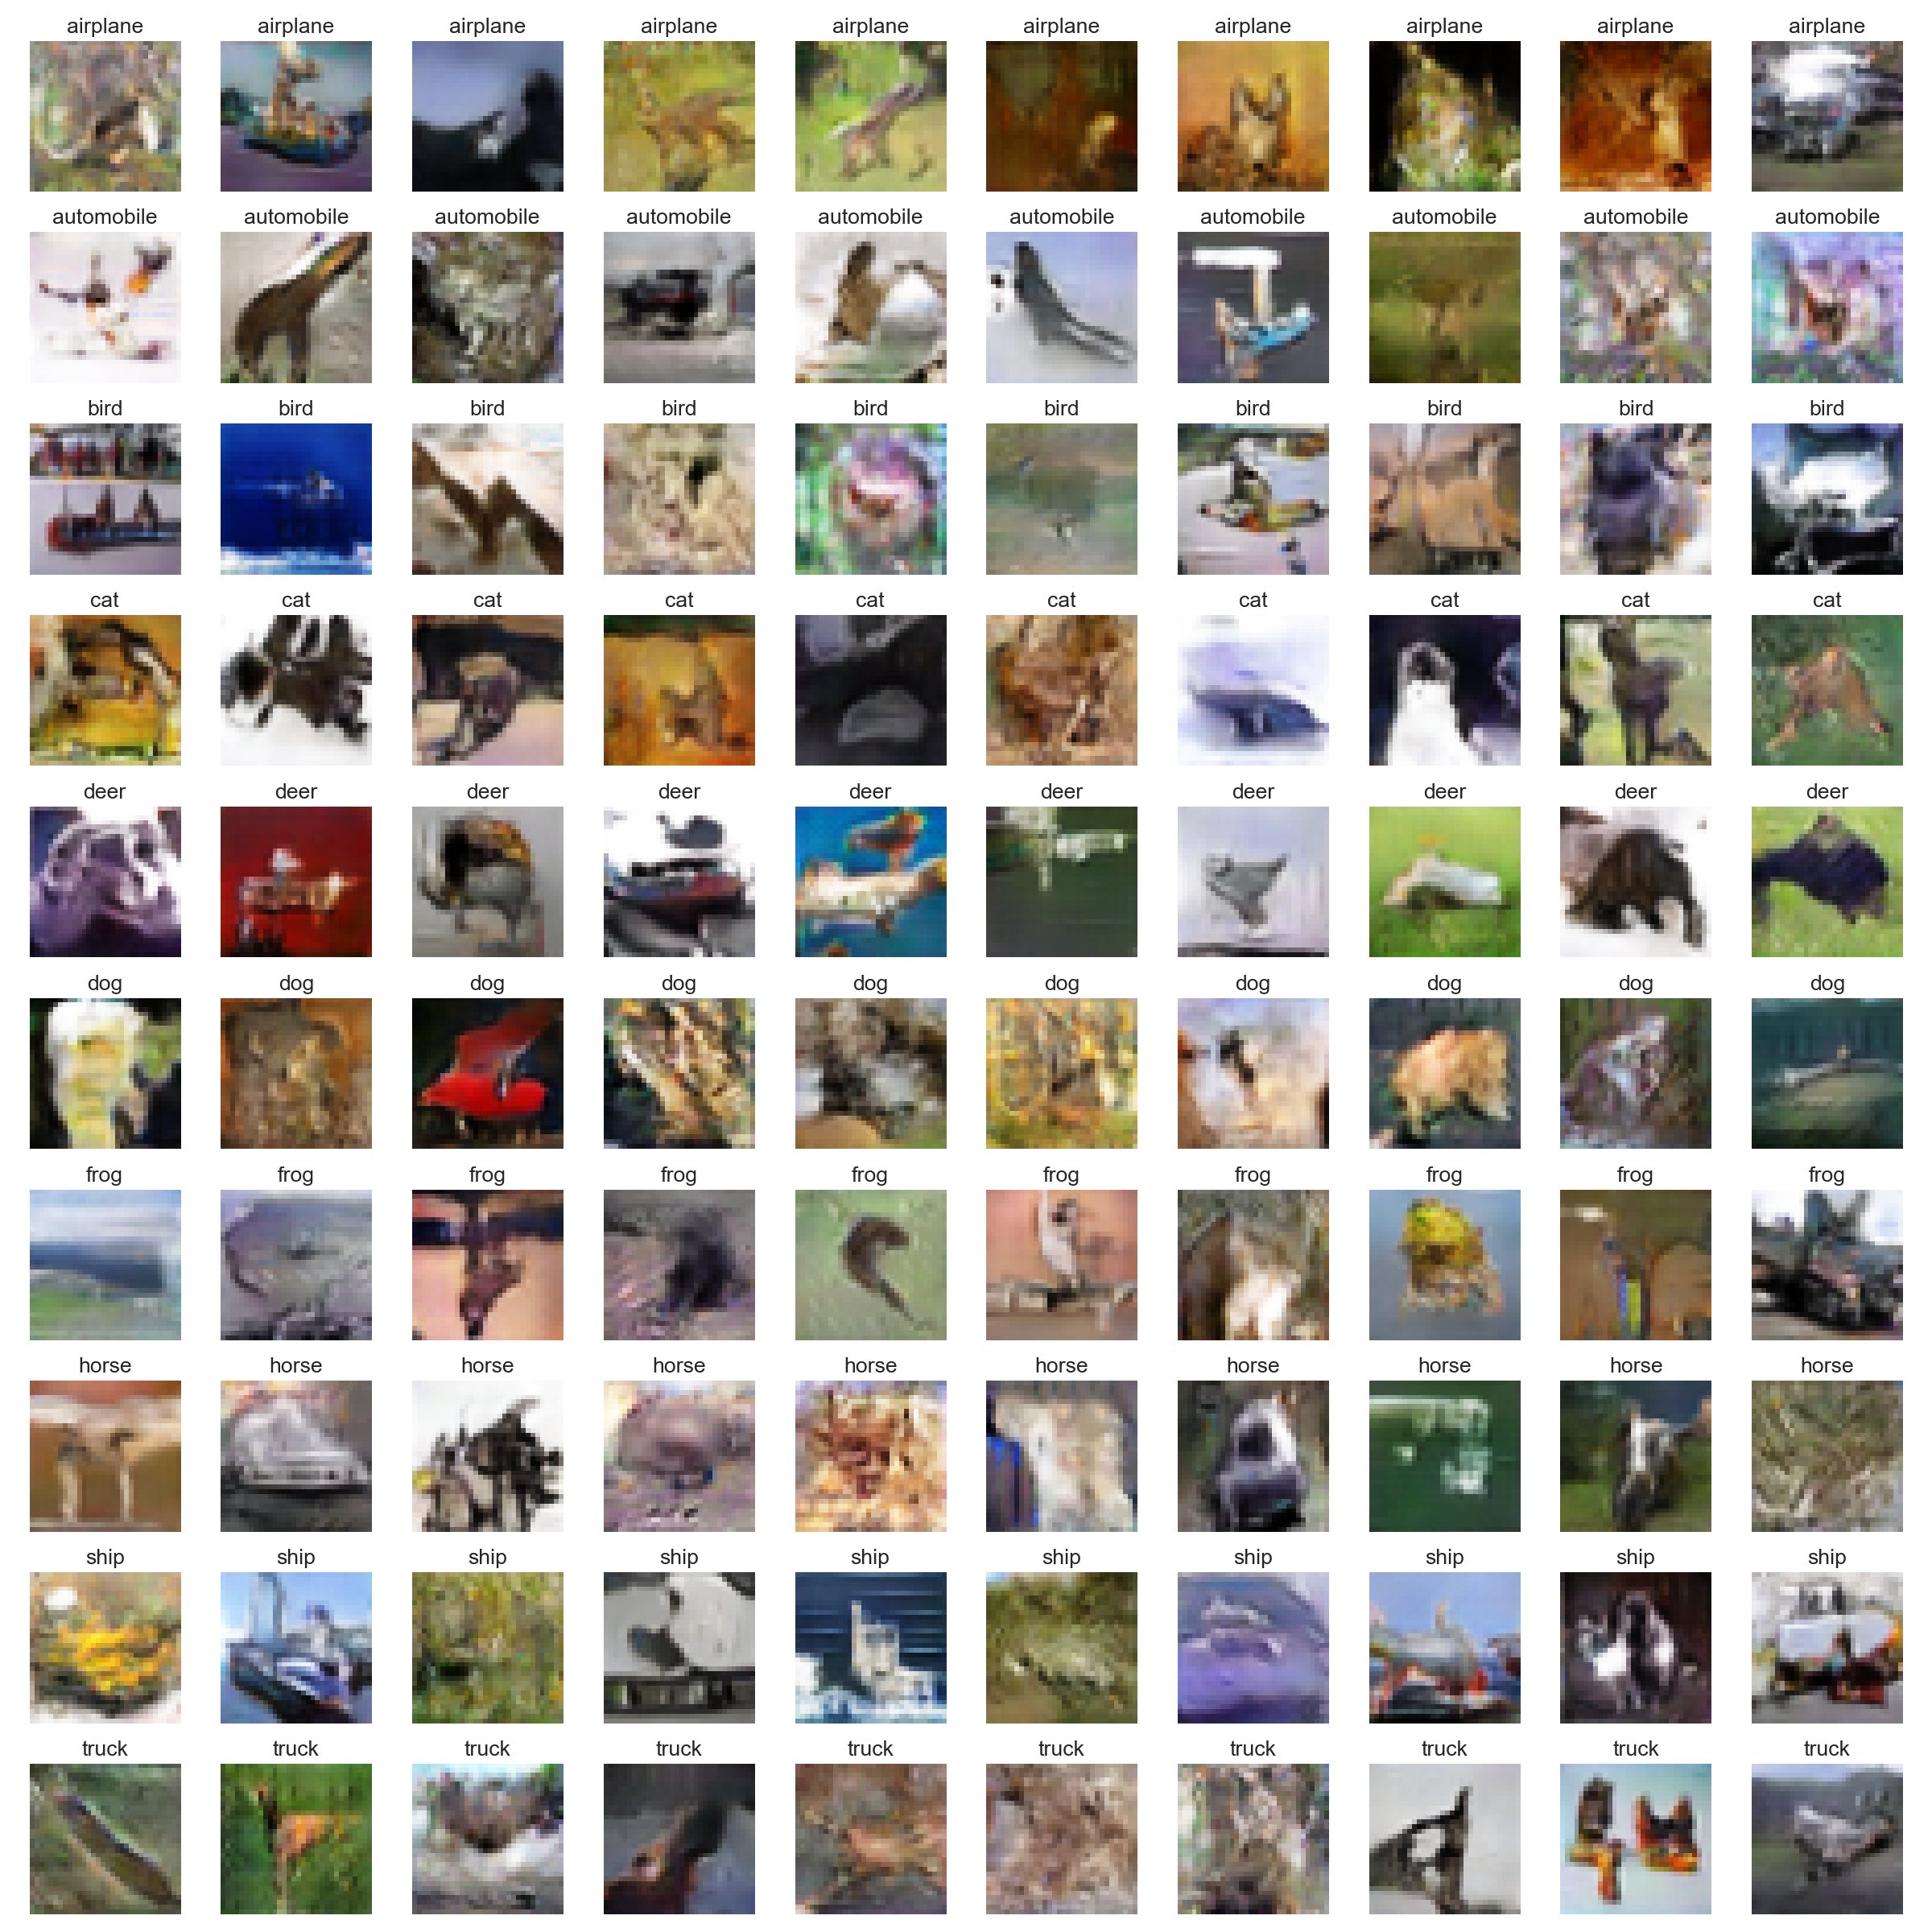 airplane airplane airplane airplane airplane airplane airplane airplane airplane airplane
automobile automobile automobile automobile automobile automobile automobile automobile automobile automobile
bird bird bird bird bird bird bird bird bird bird
cat cat cat cat cat cat cat cat cat cat
deer deer deer deer deer deer deer deer deer deer
dog dog dog dog dog dog dog dog dog dog
frog frog frog frog frog frog frog frog frog frog
horse horse horse horse horse horse horse horse horse horse
ship ship ship ship ship ship ship ship ship ship
truck truck truck truck truck truck truck truck truck truck